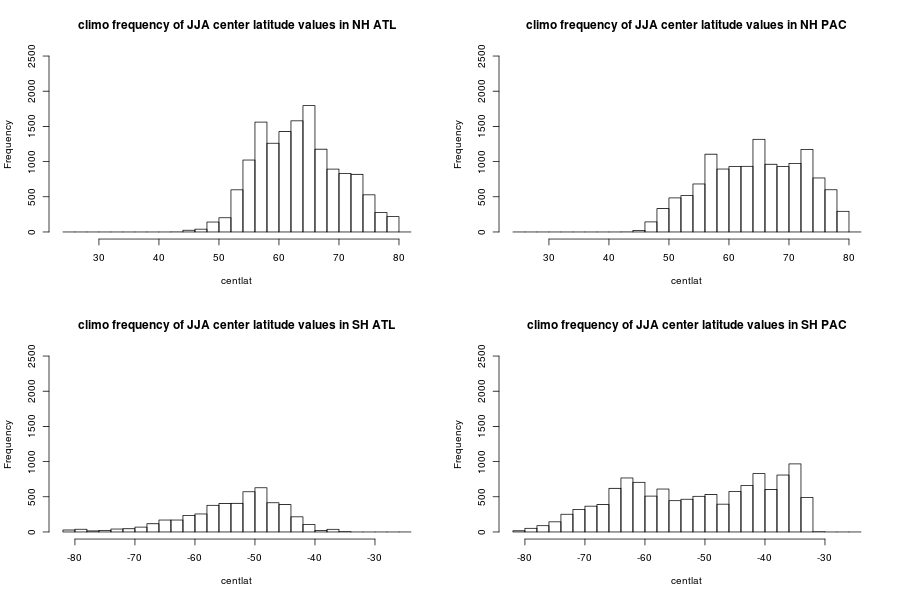 climo frequency of JJA center latitude values in NH ATL
Frequency
0 500 1000 1500 2000 2500
30 40 50 60 70 80
centlat
climo frequency of JJA center latitude values in NH PAC
Frequency
0 500 1000 1500 2000 2500
30 40 50 60 70 80
centlat
climo frequency of JJA center latitude values in SH ATL
Frequency
0 500 1000 1500 2000 2500
-80 -70 -60 -50 -40 -30
centlat
climo frequency of JJA center latitude values in SH PAC
Frequency
0 500 1000 1500 2000 2500
-80 -70 -60 -50 -40 -30
centlat